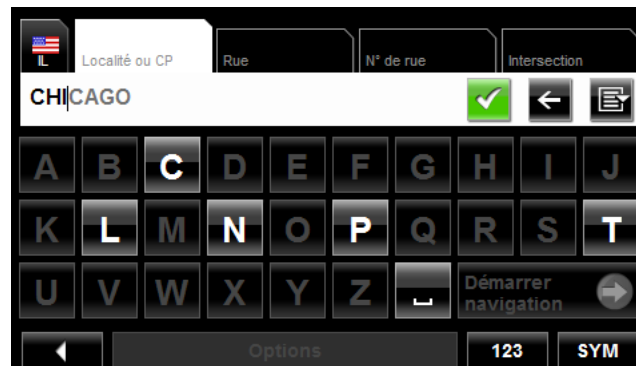 IL Localité ou CP Rue N° de rue Intersection
CHICAGO
A B C D E F G H I J
K L M N O P Q R S T
U V W X Y Z ␣ Démarrer
navigation
Options 123 SYM